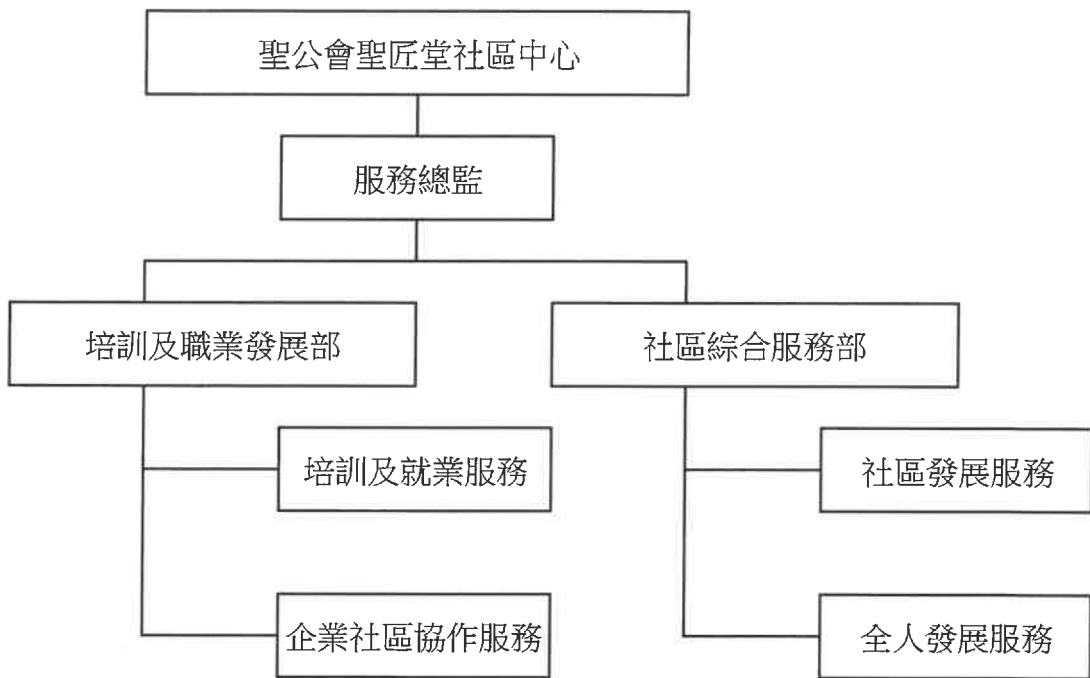 聖公會聖匠堂社區中心
服務總監
培訓及職業發展部
社區綜合服務部
培訓及就業服務
社區發展服務
企業社區協作服務
全人發展服務